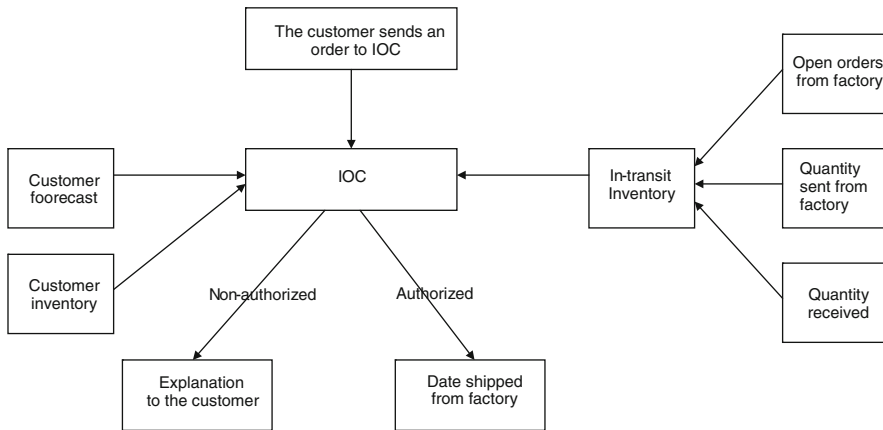 The customer sends an
order to IOC
Open orders
from factory
Customer
foorecast
IOC
In-transit
Inventory
Quantity
sent from
factory
Customer
inventory
Non-authorized
Authorized
Quantity
received
Explanation
to the customer
Date shipped
from factory